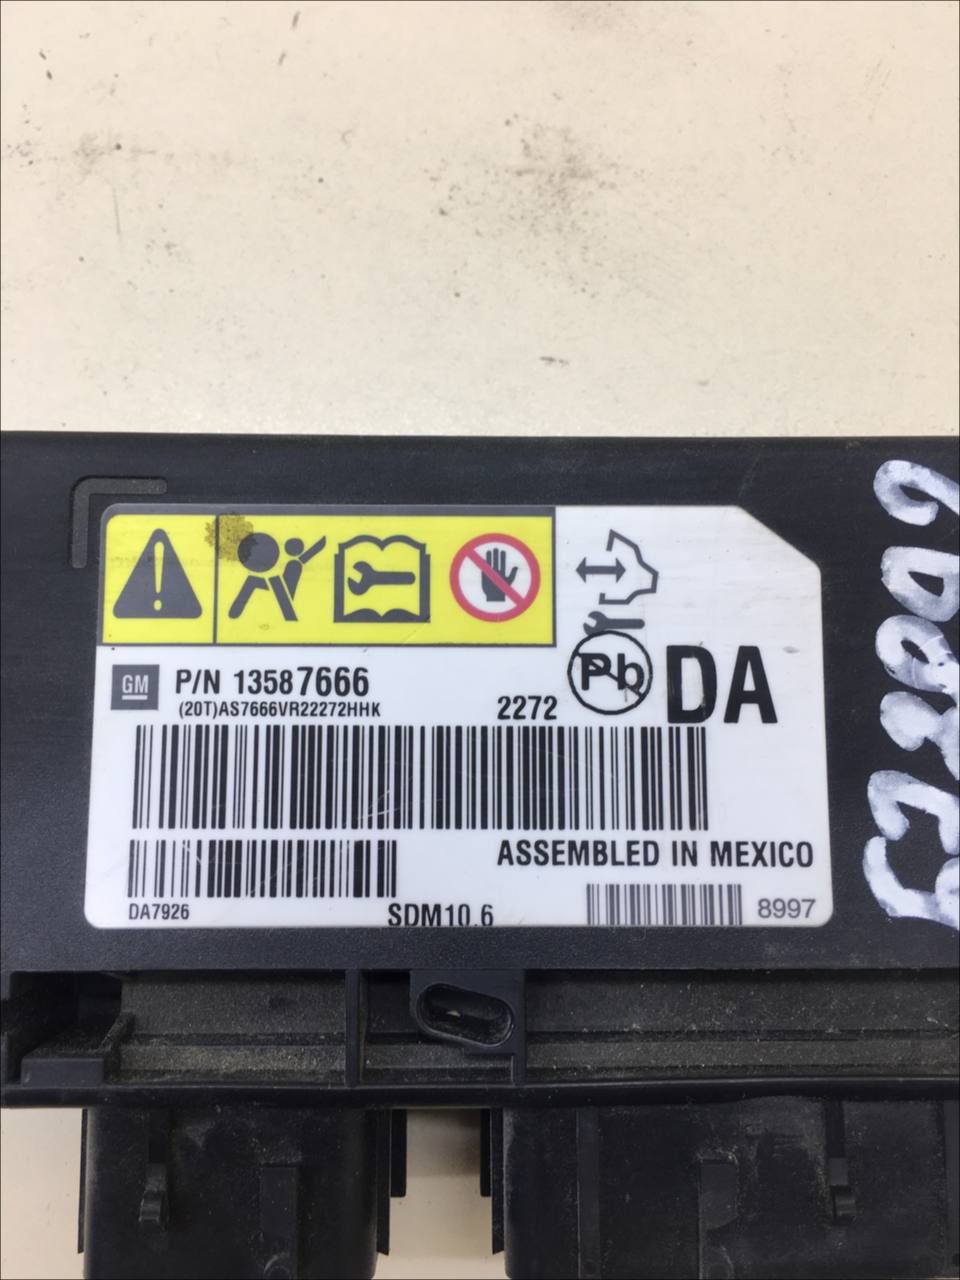 GM
P/N 13587666
(20T)AS7666VR22272HHK
2272
Pb
DA
ASSEMBLED IN MEXICO
DA7926
SDM10.6
8997